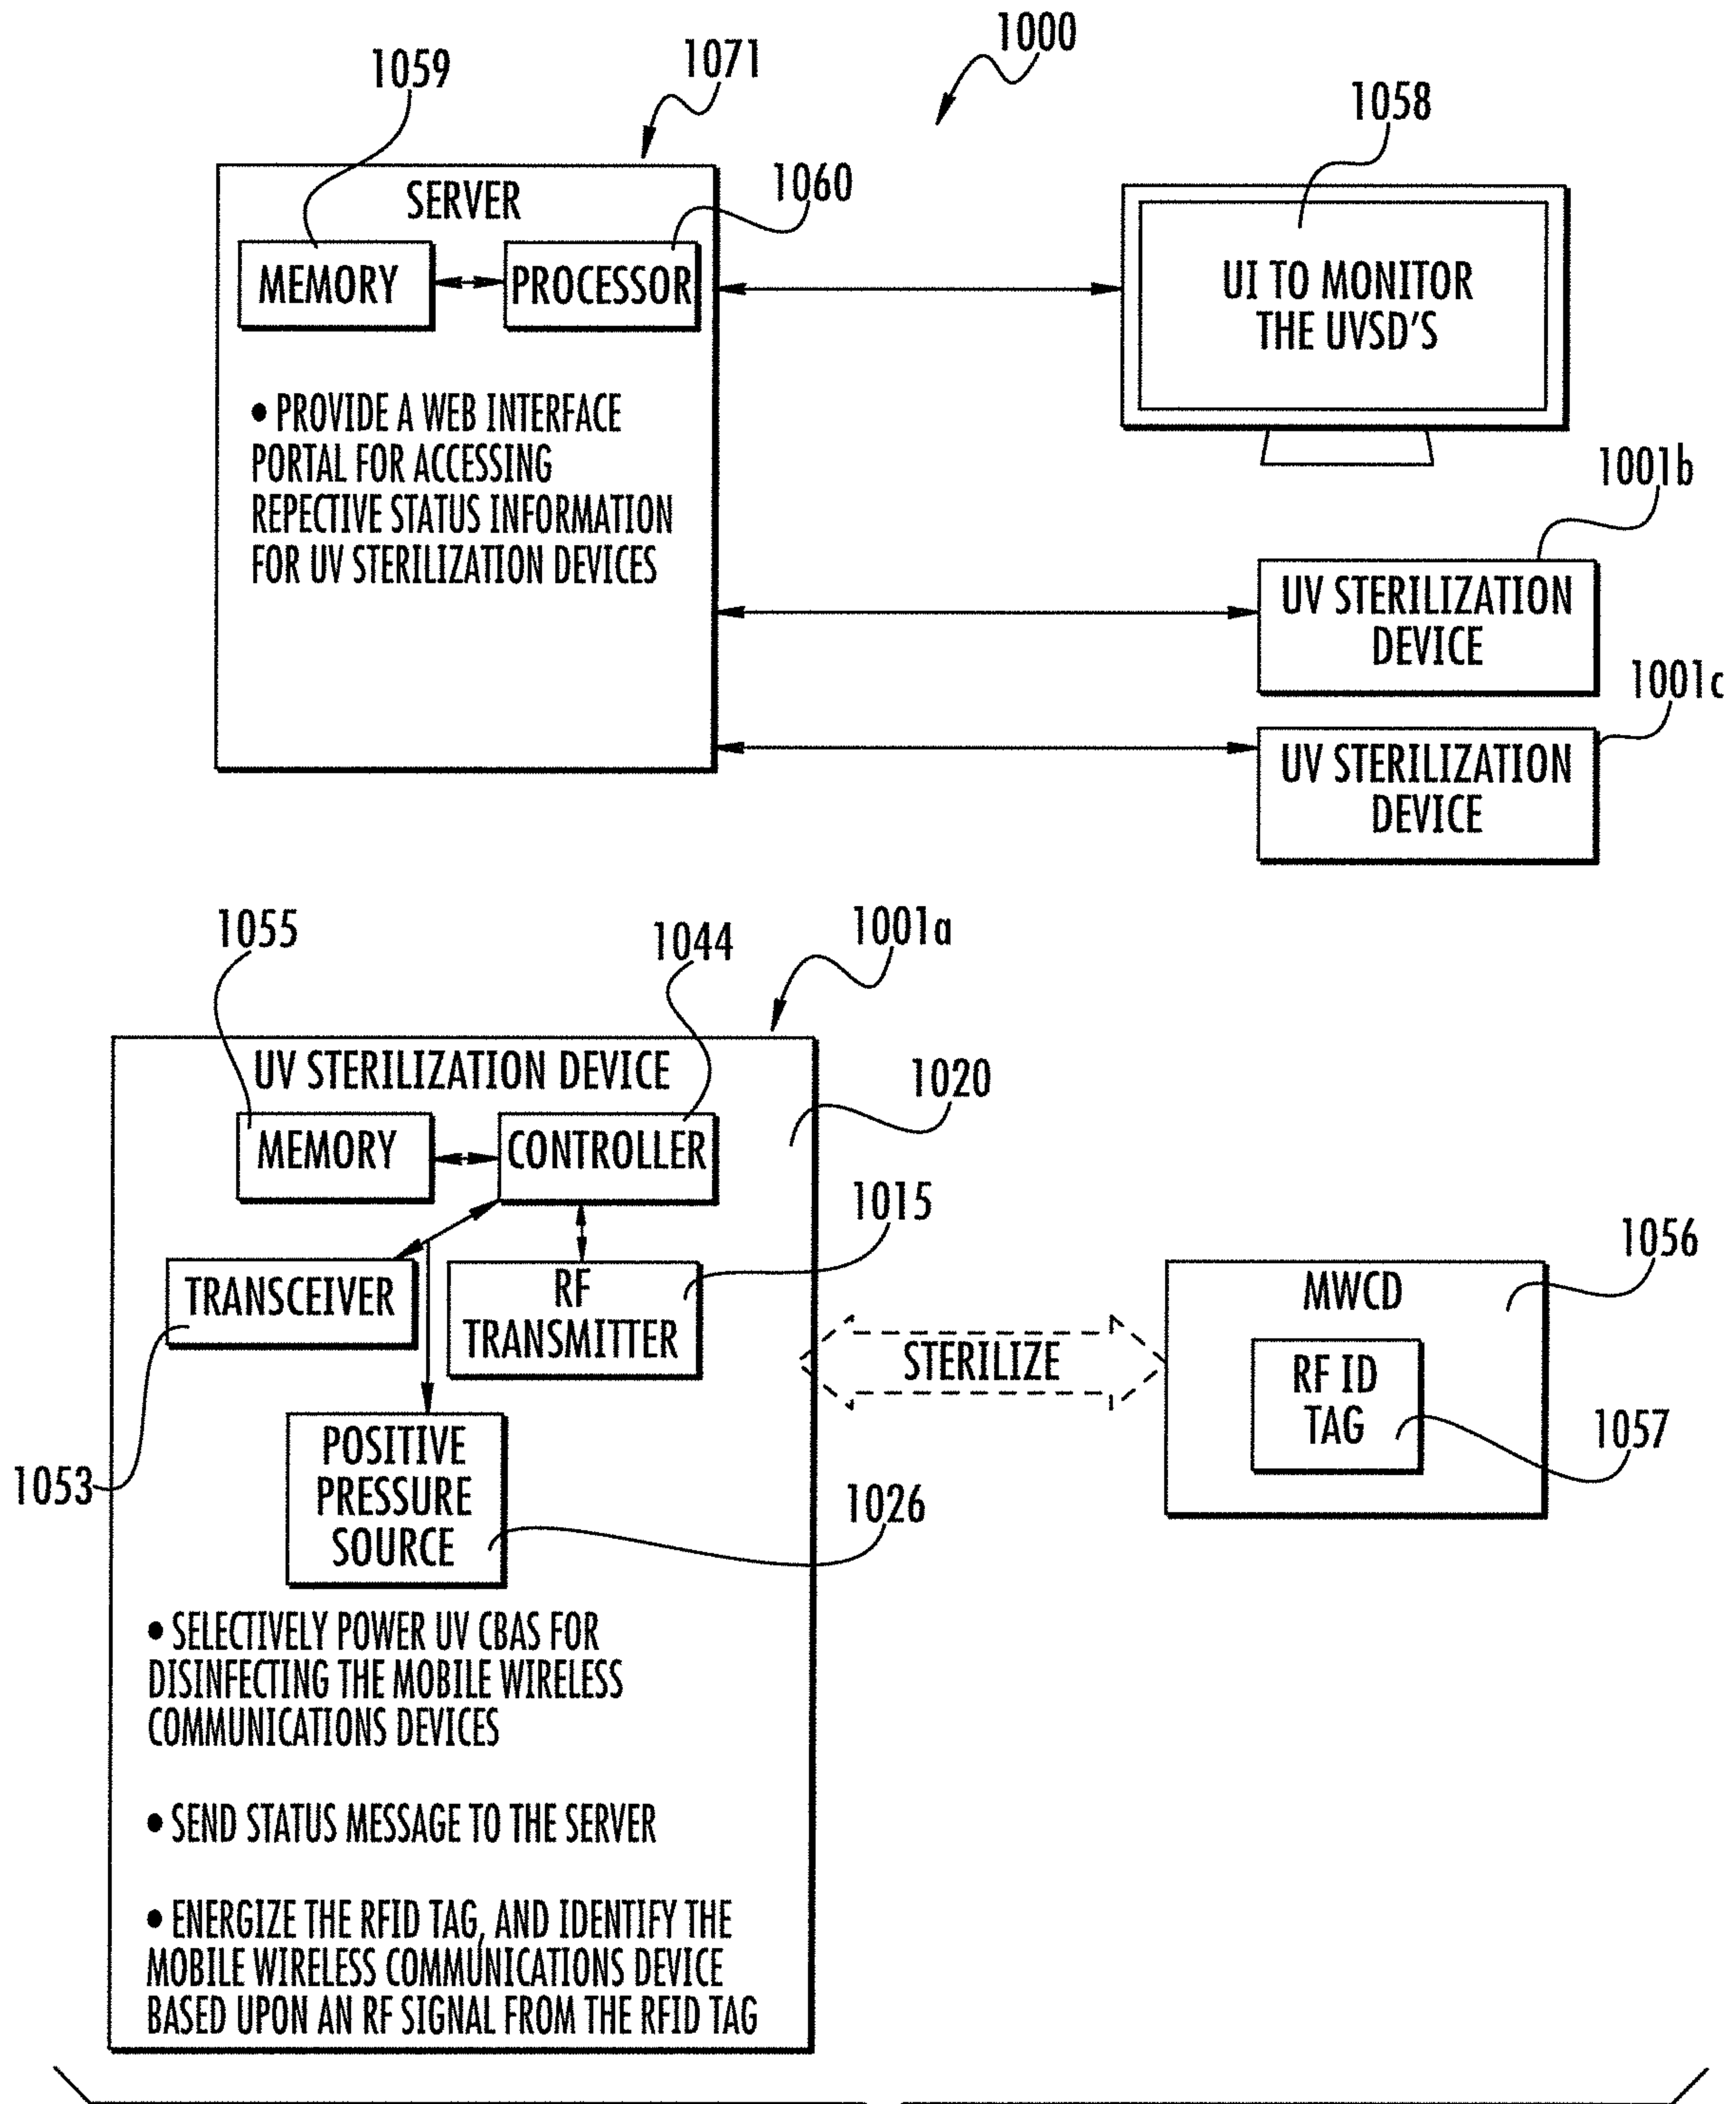 1000
1059
1071
1058
SERVER
1060
MEMORY
PROCESSOR
UI TO MONITOR
THE UVSD'S
• PROVIDE A WEB INTERFACE
PORTAL FOR ACCESSING
REPECTIVE STATUS INFORMATION
FOR UV STERILIZATION DEVICES
1001b
UV STERILIZATION
DEVICE
1001c
UV STERILIZATION
DEVICE
1055
1044
1001a
UV STERILIZATION DEVICE
1020
MEMORY
CONTROLLER
1015
TRANSCEIVER
RF
TRANSMITTER
1056
MWCD
STERILIZE
RF ID
TAG
1057
POSITIVE
PRESSURE
SOURCE
1053
1026
• SELECTIVELY POWER UV CBAS FOR
DISINFECTING THE MOBILE WIRELESS
COMMUNICATIONS DEVICES
• SEND STATUS MESSAGE TO THE SERVER
• ENERGIZE THE RFID TAG, AND IDENTIFY THE
MOBILE WIRELESS COMMUNICATIONS DEVICE
BASED UPON AN RF SIGNAL FROM THE RFID TAG